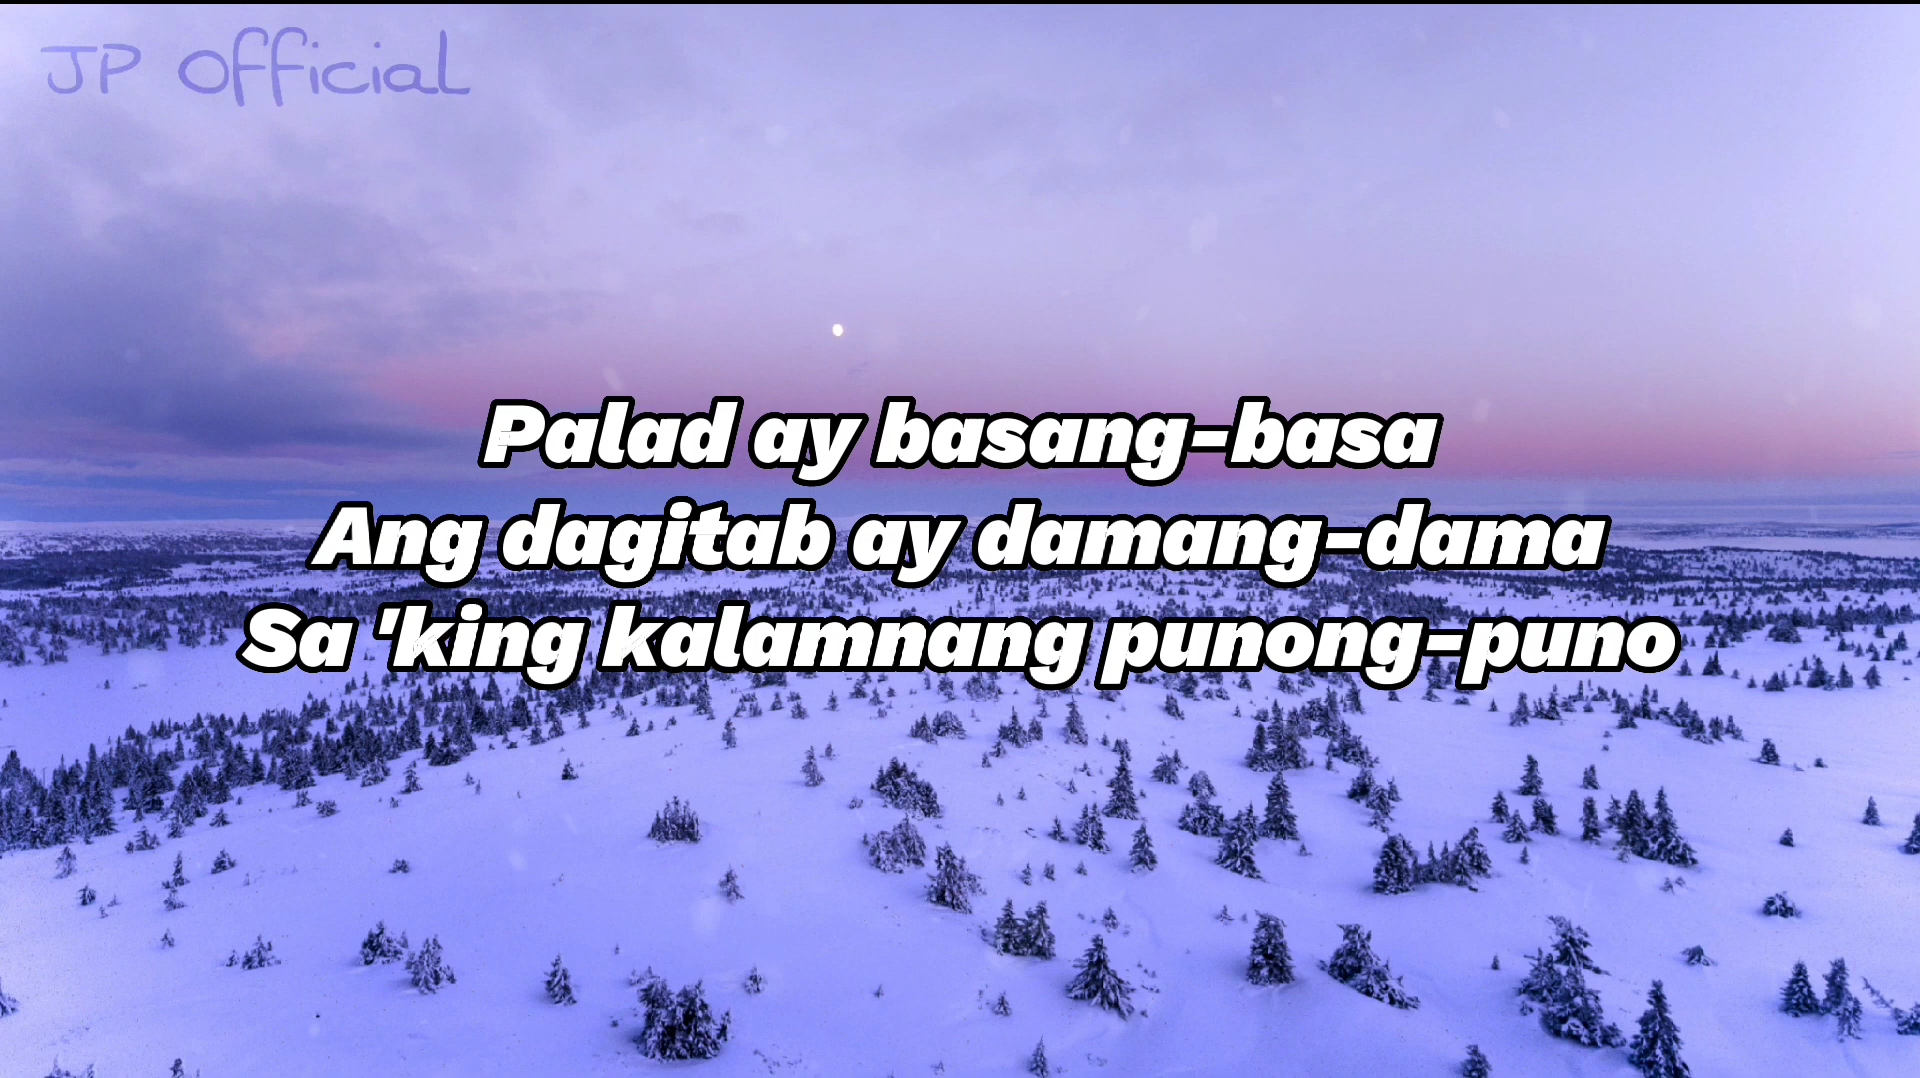 JP Official
Palad ay basang-basa
Ang dagitab ay damang-dama
Sa 'king kalamnang punong-puno